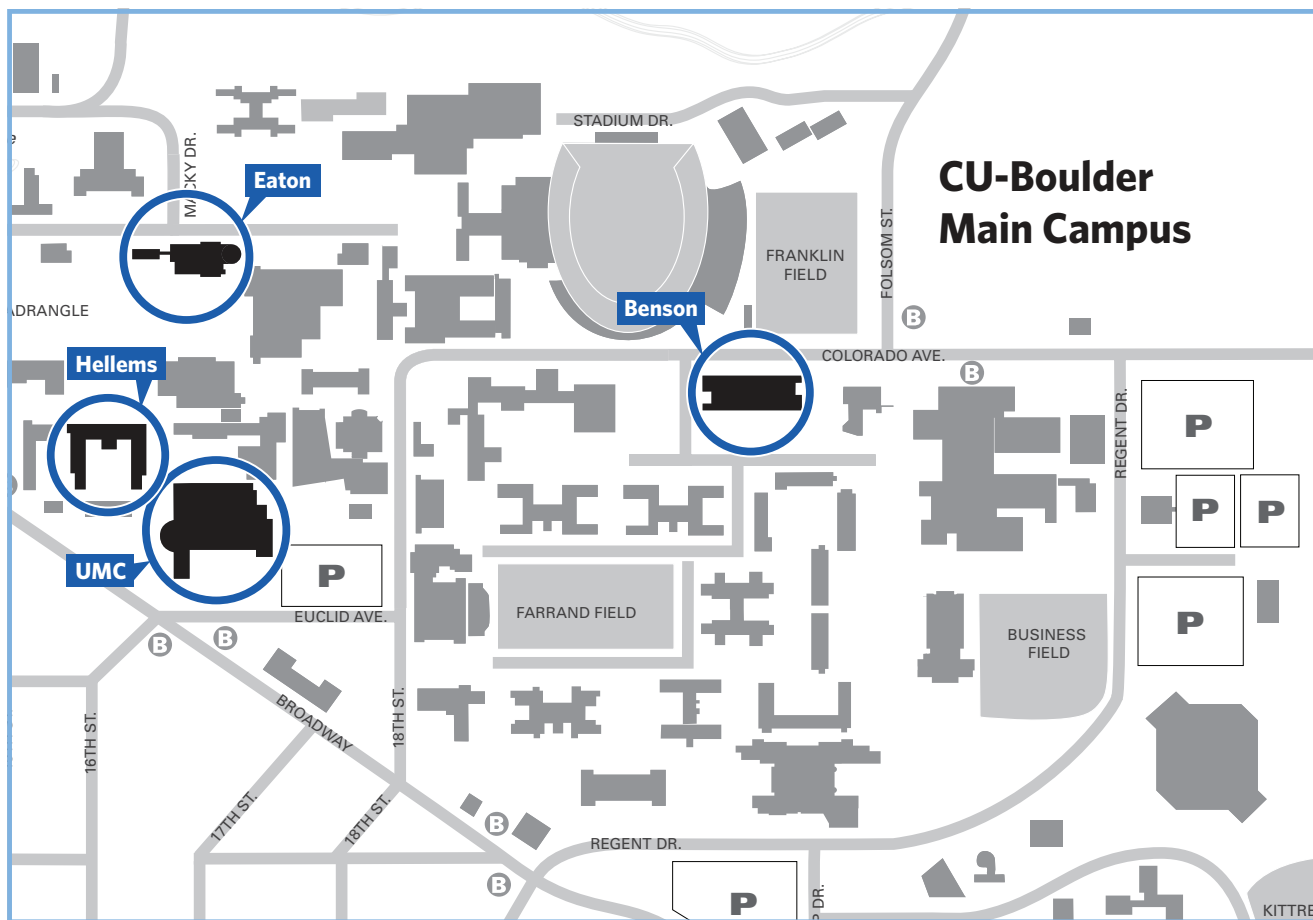 STADIUM DR.
MACKY DR.
Eaton
CU-Boulder
Main Campus
FOLSOM ST.
FRANKLIN
FIELD
ADRANGLE
Benson
B
COLORADO AVE.
Hellems
B
REGENT DR.
P
P
P
UMC
P
EUCLID AVE.
FARRAND FIELD
P
BUSINESS
FIELD
B
B
BROADWAY
16TH ST.
18TH ST.
17TH ST.
18TH ST.
B
REGENT DR.
B
P
P DR.
KITTRE